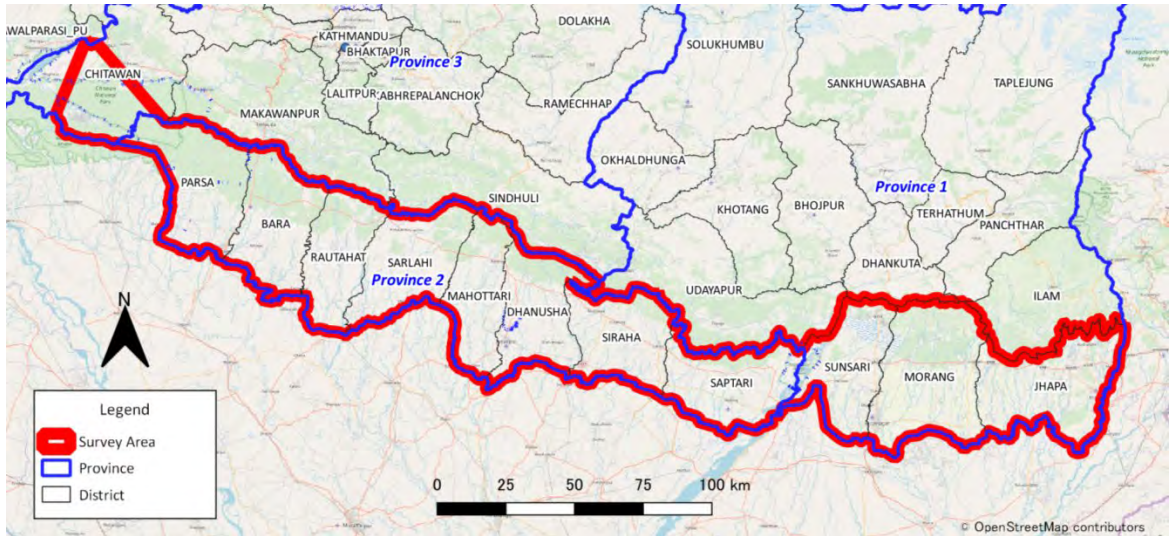 AWALPARASI_PU
DOLAKHA
KATHMANDU
SOLUKHUMBU
BHAKTAPUR
Province 3
CHITAWAN
SANKHUWASABHA
TAPLEJUNG
LALITPUR
ABHREPALANCHOK
RAMECHHAP
MAKAWANPUR
OKHALDHUNGA
PARSA
Province 1
SINDHULI
KHOTANG
BHOJPUR
TERHATHUM
BARA
PANCHTHAR
RAUTAHAT
SARLAHI
DHANKUTA
Province 2
UDAYAPUR
MAHOTTARI
ILAM
N
DHANUSHA
SIRAHA
SUNSARI
MORANG
SAPTARI
JHAPA
Legend
Survey Area
Province
District
0 25 50 75 100 km
© OpenStreetMap contributors